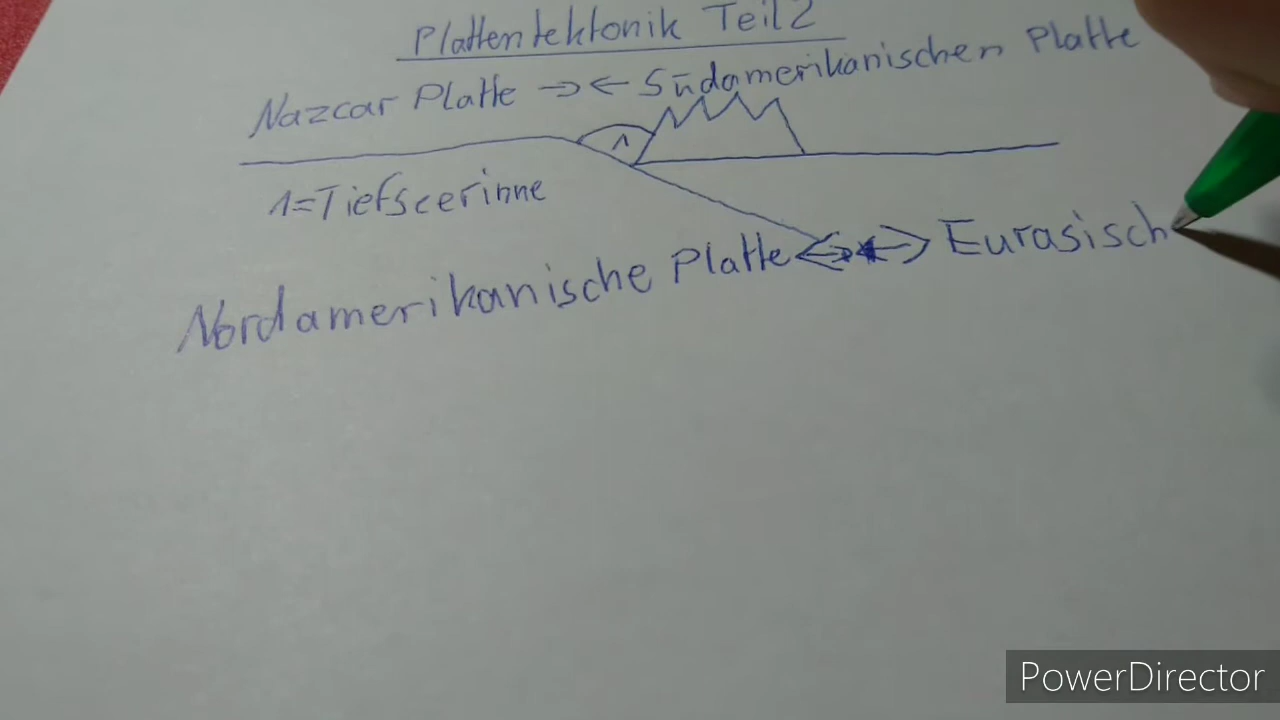 Plattentektonik Teil 2
Nazcar Platte → ← Südamerikanischen Platte
1
1=Tiefseerinne
Nordamerikanische Platte ← → Eurasisch
PowerDirector